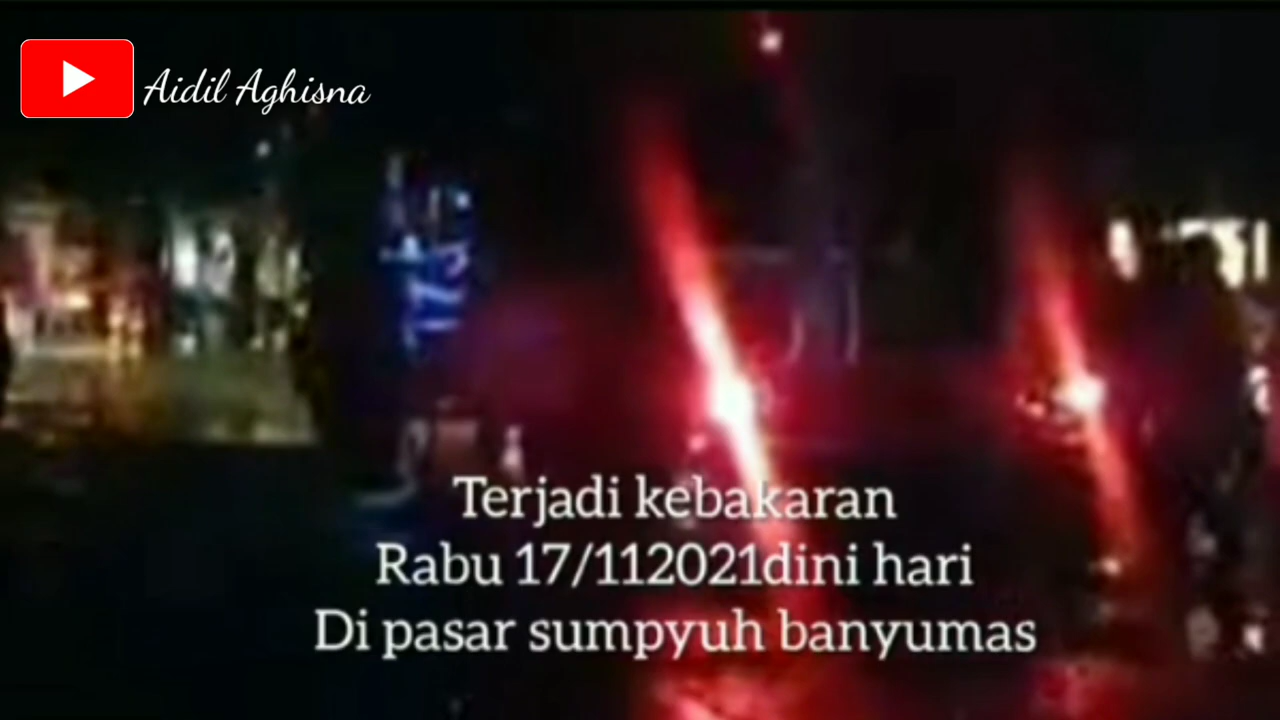 Aidil Aghisna
Terjadi kebakaran
Rabu 17/112021dini hari
Di pasar sumpyuh banyumas